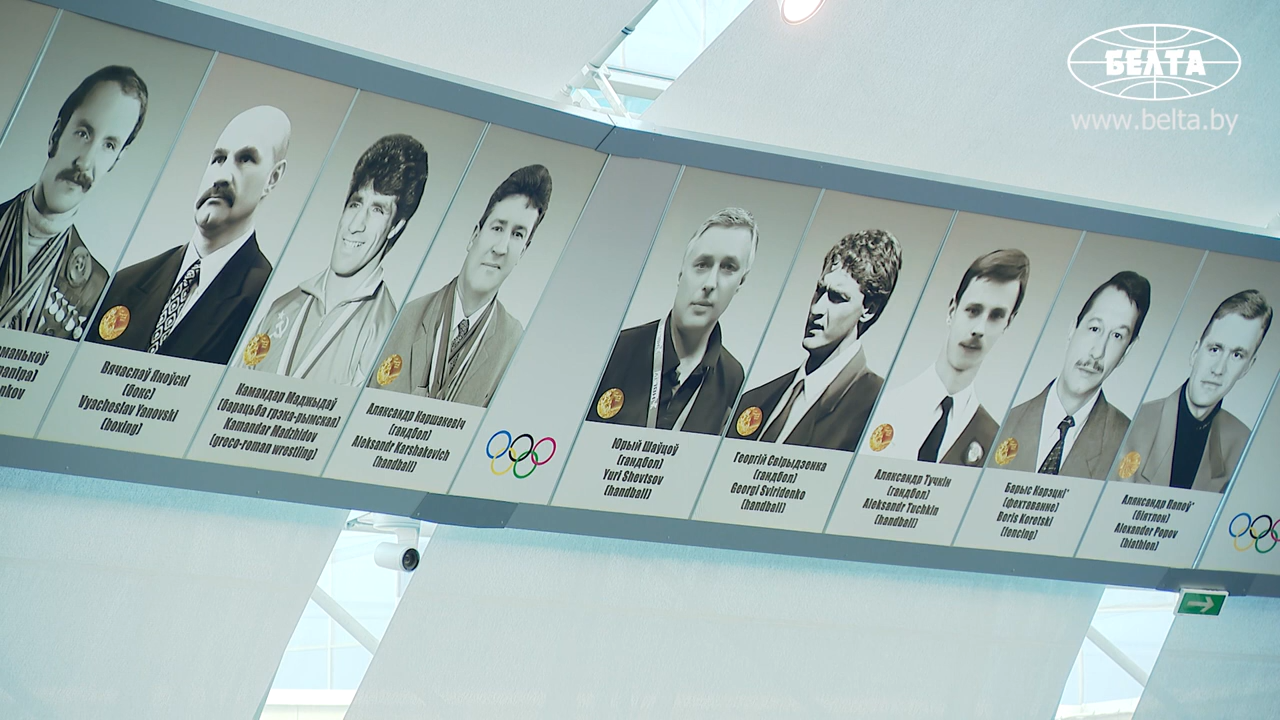 БЕЛТА
www.belta.by
Вячаслаў Яноўскі
(бокс)
Vyacheslav Yanovski
(boxing)
Камандар Маджыдаў
(барацьба грэка-рымская)
Kamandar Madzhidov
(greco-roman wrestling)
Аляксандр Каршакевіч
(гандбол)
Aleksandr Karshakevich
(handball)
Юрый Шаўцоў
(гандбол)
Yuri Shevtsov
(handball)
Георгій Свірыдзенка
(гандбол)
Georgi Sviridenko
(handball)
Аляксандр Тучкін
(гандбол)
Aleksandr Tuchkin
(handball)
Барыс Карэцкі*
(фехтаванне)
Boris Koretski
(fencing)
Аляксандр Папоў*
(біятлон)
Alexander Popov
(biathlon)